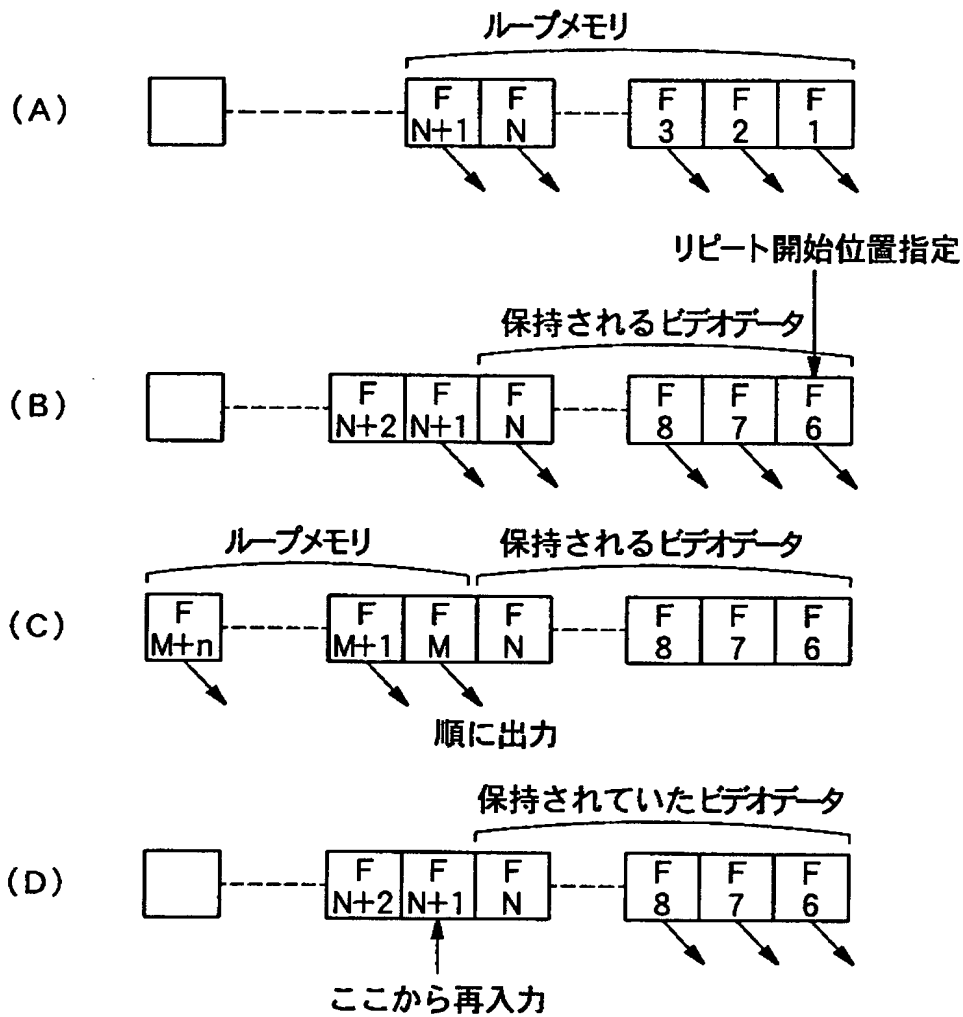 ループメモリ
(A)
F N+1
F N
F 3
F 2
F 1
リピート開始位置指定
保持されるビデオデータ
(B)
F N+2
F N+1
F N
F 8
F 7
F 6
ループメモリ
保持されるビデオデータ
(C)
F M+n
F M+1
F M
F N
F 8
F 7
F 6
順に出力
保持されていたビデオデータ
(D)
F N+2
F N+1
F N
F 8
F 7
F 6
ここから再入力